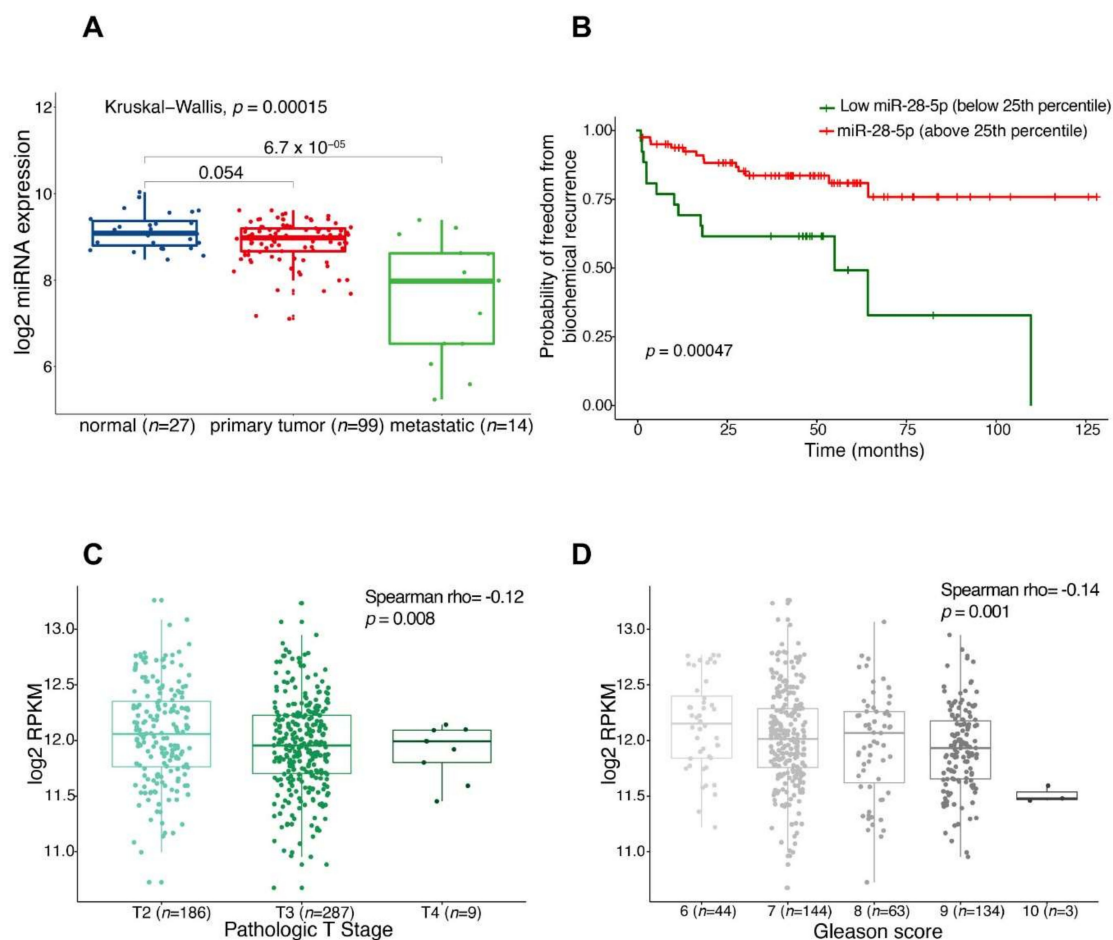 A
Kruskal–Wallis, p = 0.00015
6.7 x 10⁻⁰⁵
0.054
log2 miRNA expression
12
10
8
6
normal (n=27) primary tumor (n=99) metastatic (n=14)
B
Low miR-28-5p (below 25th percentile)
miR-28-5p (above 25th percentile)
Probability of freedom from
biochemical recurrence
1.00
0.75
0.50
0.25
0.00
p = 0.00047
0 25 50 75 100 125
Time (months)
C
Spearman rho= -0.12
p = 0.008
log2 RPKM
13.0
12.5
12.0
11.5
11.0
T2 (n=186) T3 (n=287) T4 (n=9)
Pathologic T Stage
D
Spearman rho= -0.14
p = 0.001
log2 RPKM
13.0
12.5
12.0
11.5
11.0
6 (n=44) 7 (n=144) 8 (n=63) 9 (n=134) 10 (n=3)
Gleason score